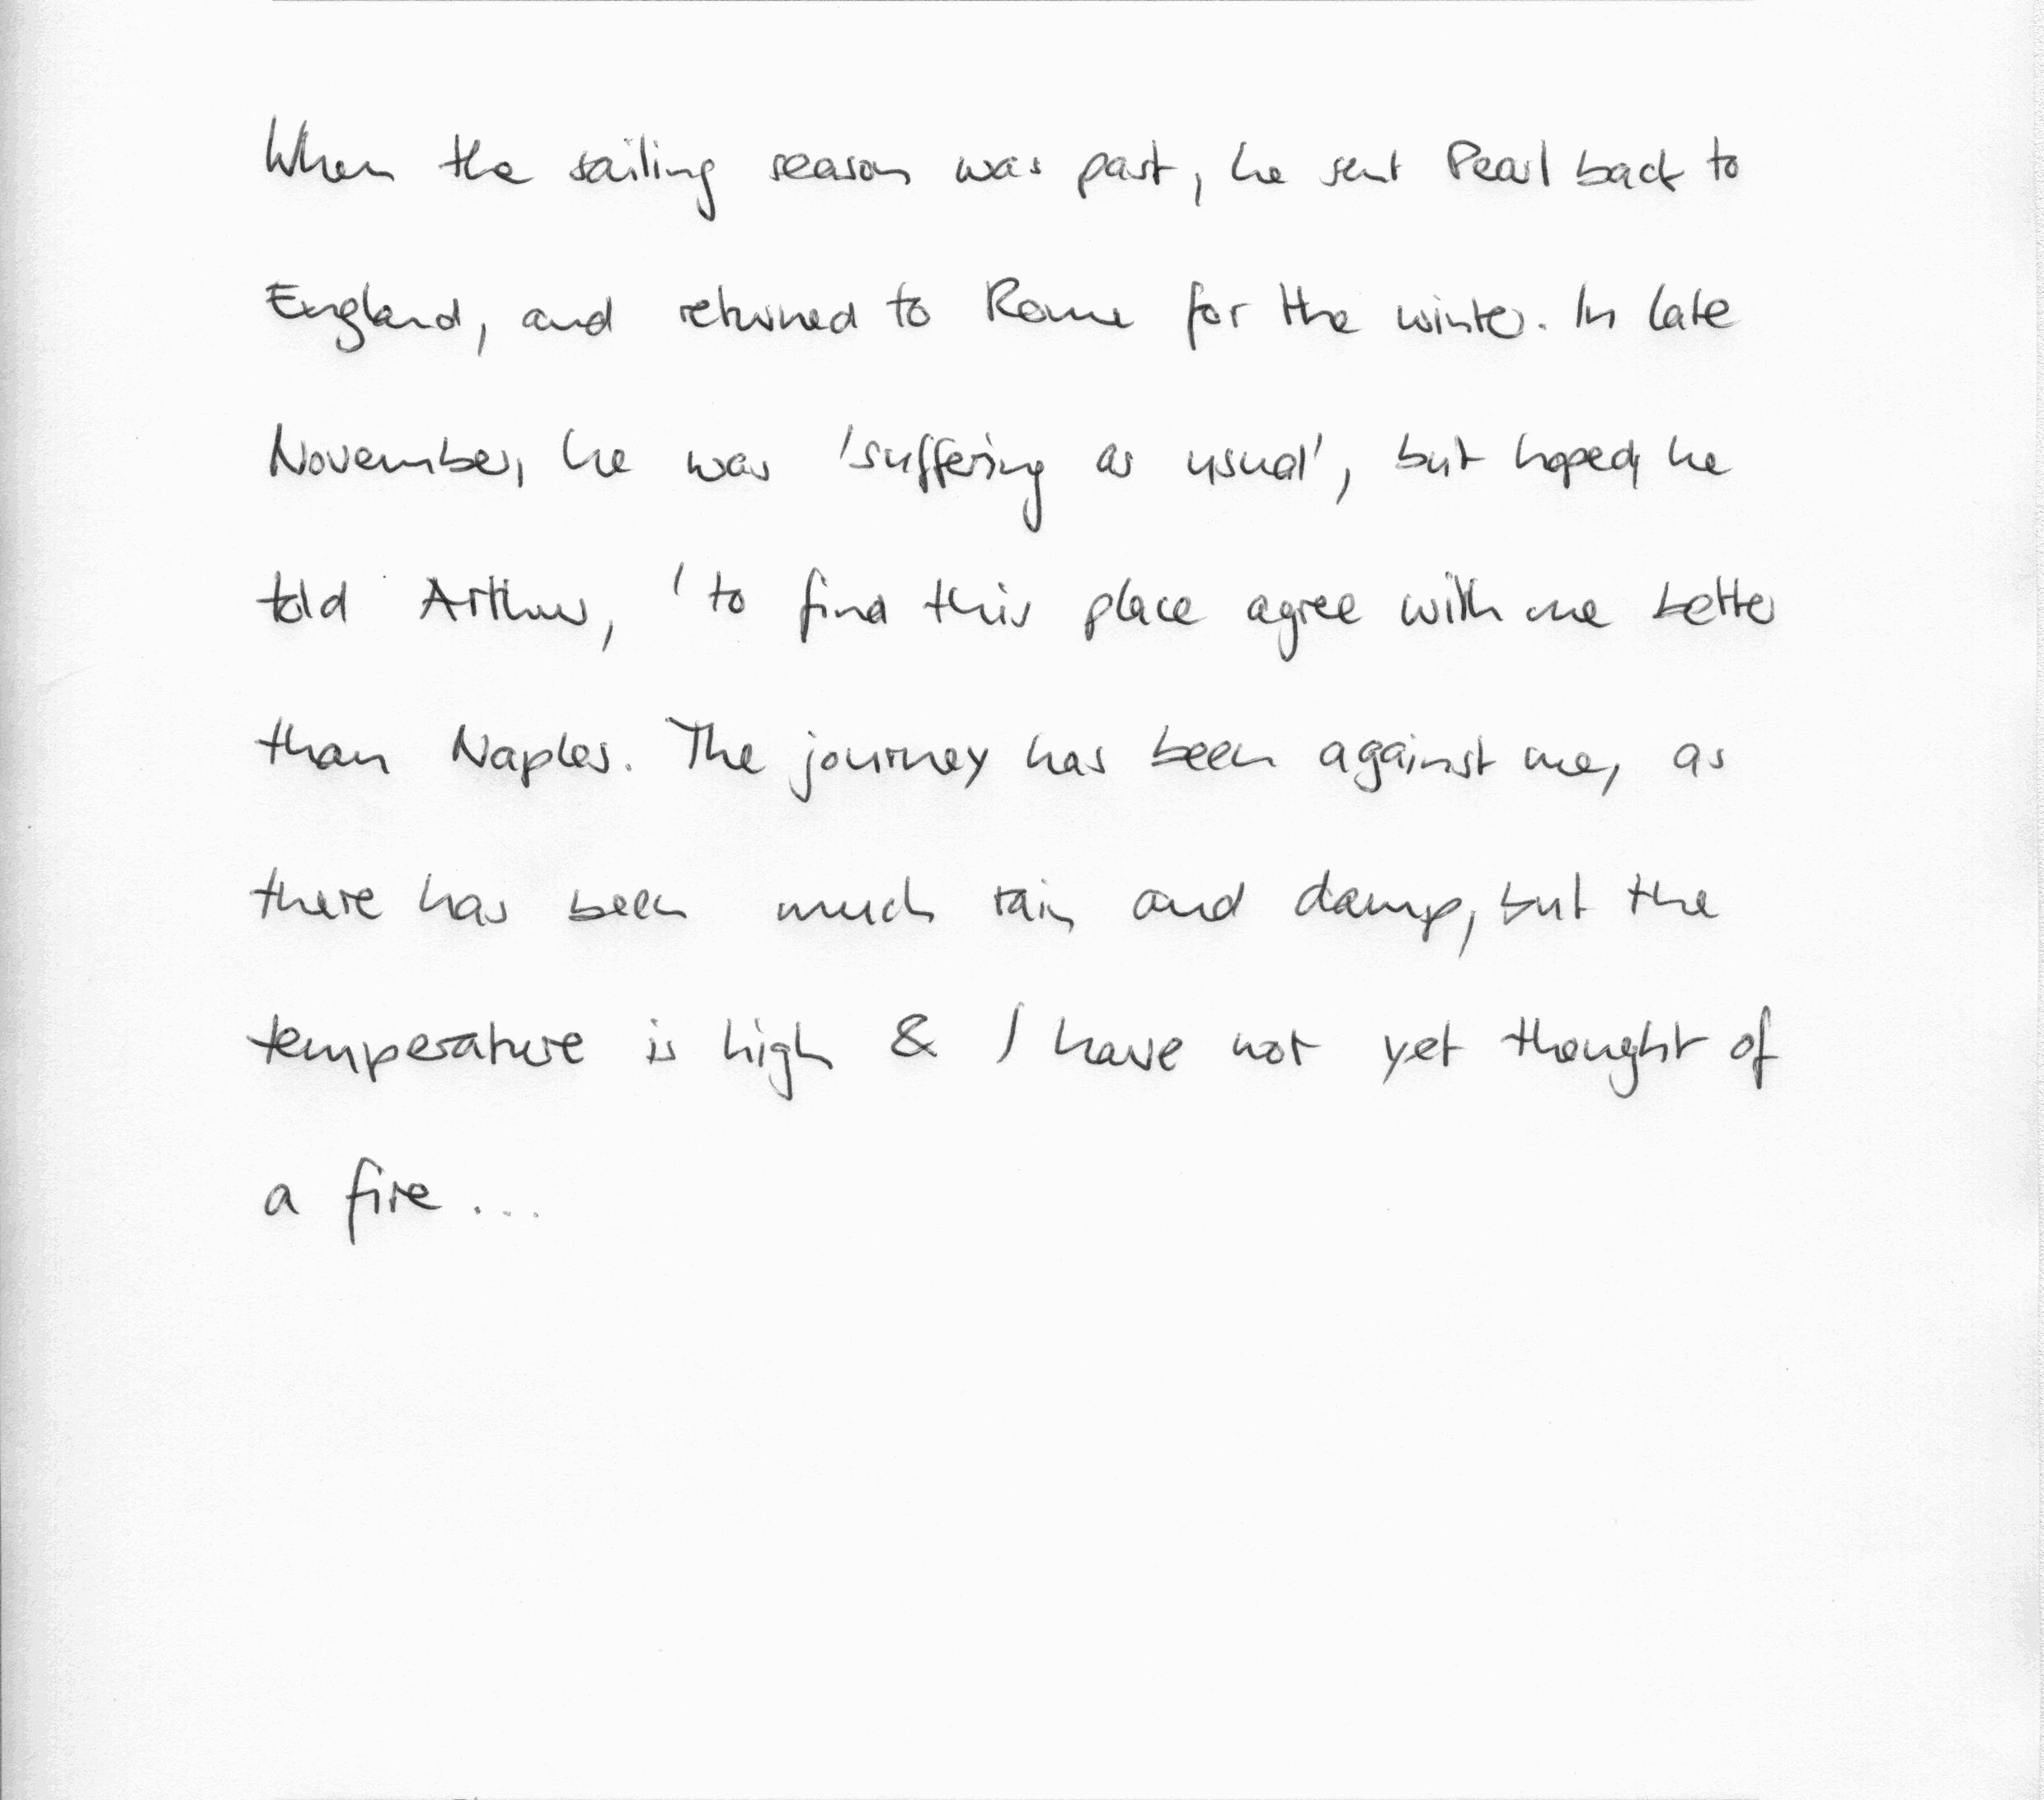 When the sailing season was past, he sent Pearl back to
England, and returned to Rome for the winter. In late
November, he was 'suffering as usual', but hoped, he
told Arthur, 'to find this place agree with me better
than Naples. The journey has been against me, as
there has been much rain and damp, but the
temperature is high & I have not yet thought of
a fire ...